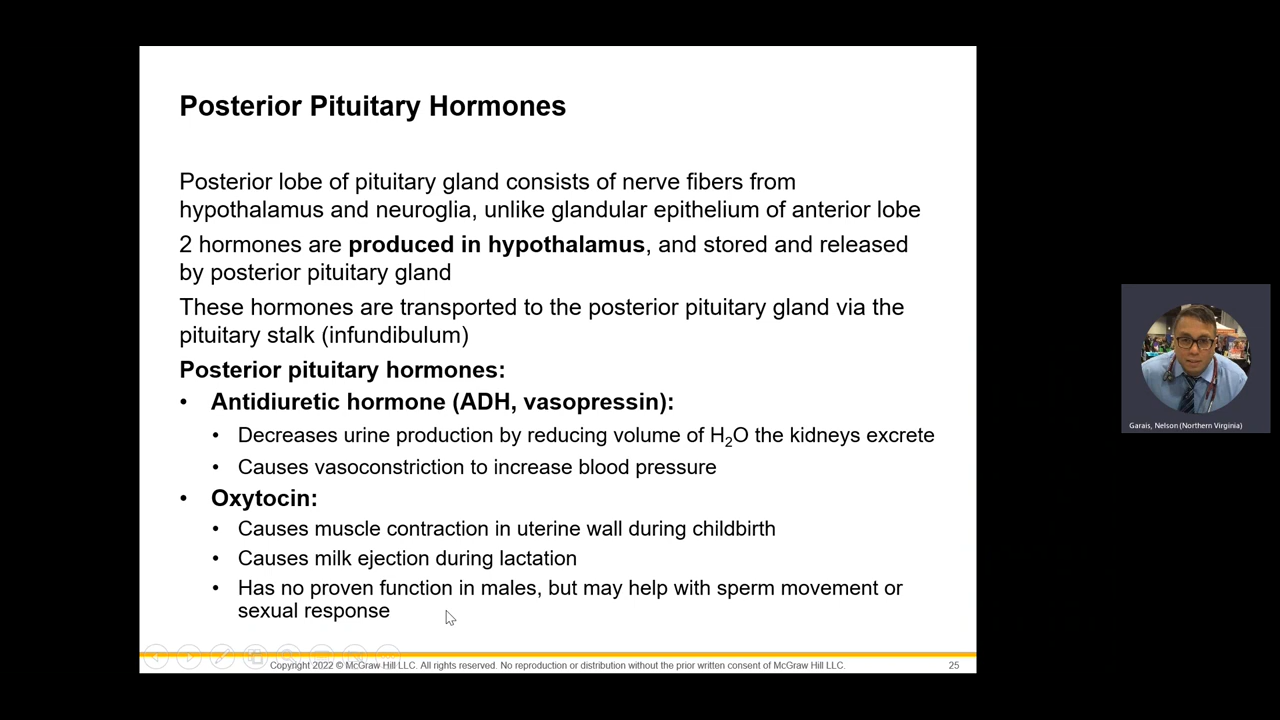 Posterior Pituitary Hormones
Posterior lobe of pituitary gland consists of nerve fibers from
hypothalamus and neuroglia, unlike glandular epithelium of anterior lobe
2 hormones are produced in hypothalamus, and stored and released
by posterior pituitary gland
These hormones are transported to the posterior pituitary gland via the
pituitary stalk (infundibulum)
Posterior pituitary hormones:
• Antidiuretic hormone (ADH, vasopressin):
• Decreases urine production by reducing volume of H₂O the kidneys excrete
• Causes vasoconstriction to increase blood pressure
• Oxytocin:
• Causes muscle contraction in uterine wall during childbirth
• Causes milk ejection during lactation
• Has no proven function in males, but may help with sperm movement or
sexual response
Copyright 2022 © McGraw Hill LLC. All rights reserved. No reproduction or distribution without the prior written consent of McGraw Hill LLC.
25
Garais, Nelson (Northern Virginia)